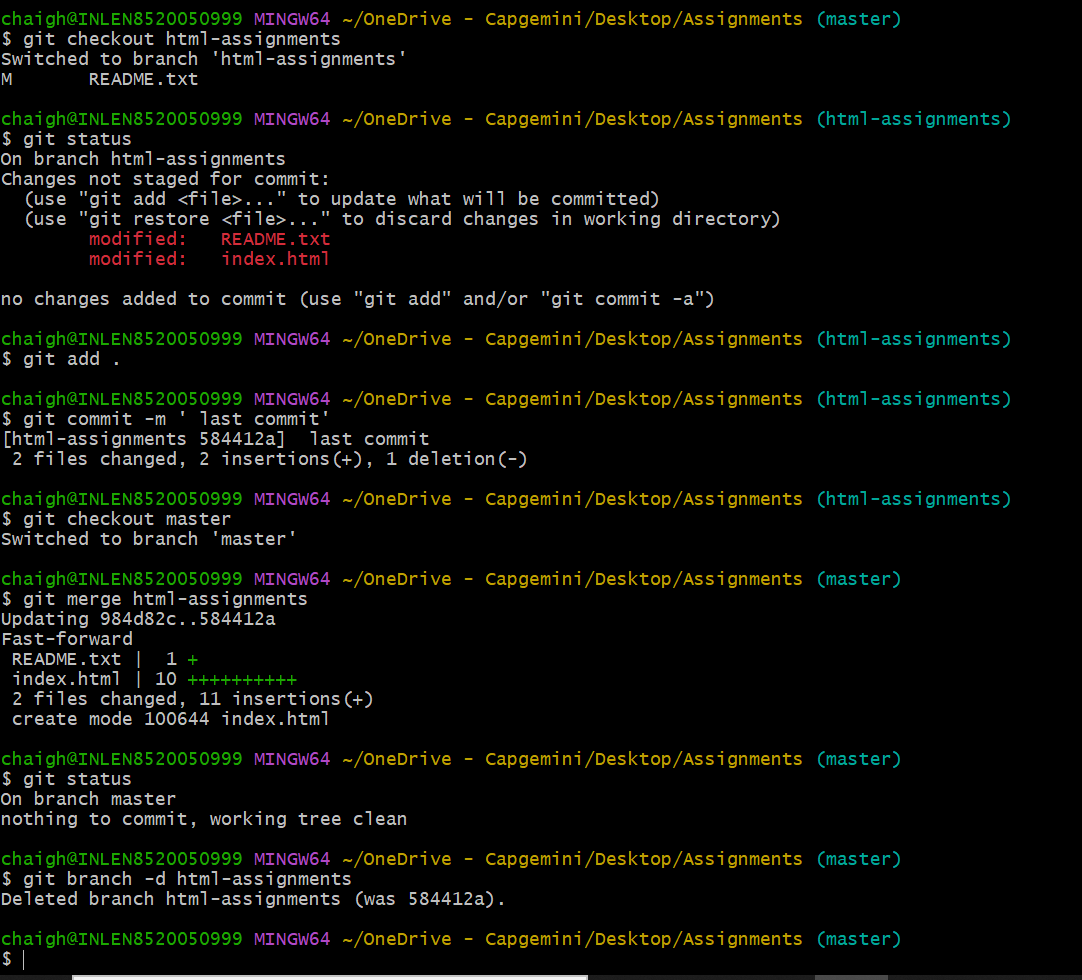 chaigh@INLEN8520050999 MINGW64 ~/OneDrive - Capgemini/Desktop/Assignments (master)
$ git checkout html-assignments
Switched to branch 'html-assignments'
M       README.txt

chaigh@INLEN8520050999 MINGW64 ~/OneDrive - Capgemini/Desktop/Assignments (html-assignments)
$ git status
On branch html-assignments
Changes not staged for commit:
  (use "git add <file>..." to update what will be committed)
  (use "git restore <file>..." to discard changes in working directory)
        modified:   README.txt
        modified:   index.html

no changes added to commit (use "git add" and/or "git commit -a")

chaigh@INLEN8520050999 MINGW64 ~/OneDrive - Capgemini/Desktop/Assignments (html-assignments)
$ git add .

chaigh@INLEN8520050999 MINGW64 ~/OneDrive - Capgemini/Desktop/Assignments (html-assignments)
$ git commit -m ' last commit'
[html-assignments 584412a]  last commit
 2 files changed, 2 insertions(+), 1 deletion(-)

chaigh@INLEN8520050999 MINGW64 ~/OneDrive - Capgemini/Desktop/Assignments (html-assignments)
$ git checkout master
Switched to branch 'master'

chaigh@INLEN8520050999 MINGW64 ~/OneDrive - Capgemini/Desktop/Assignments (master)
$ git merge html-assignments
Updating 984d82c..584412a
Fast-forward
 README.txt |  1 +
 index.html | 10 ++++++++++
 2 files changed, 11 insertions(+)
 create mode 100644 index.html

chaigh@INLEN8520050999 MINGW64 ~/OneDrive - Capgemini/Desktop/Assignments (master)
$ git status
On branch master
nothing to commit, working tree clean

chaigh@INLEN8520050999 MINGW64 ~/OneDrive - Capgemini/Desktop/Assignments (master)
$ git branch -d html-assignments
Deleted branch html-assignments (was 584412a).

chaigh@INLEN8520050999 MINGW64 ~/OneDrive - Capgemini/Desktop/Assignments (master)
$